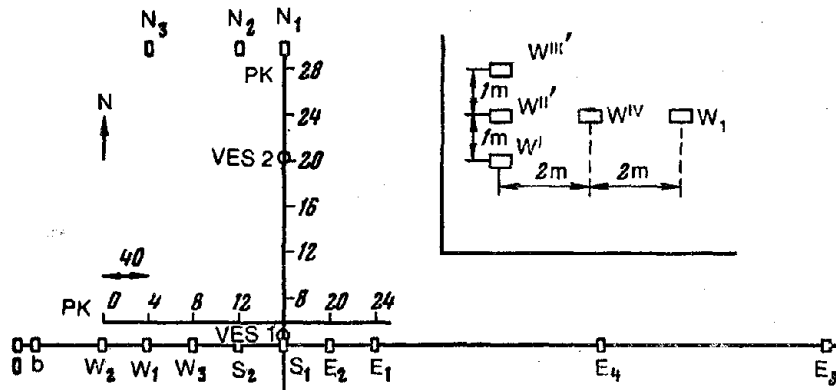 N3 N2 N1
PK 28
N 24
VES 2 20
16
12
40
PK 0 4 8 12 8 20 24
VES 1
b W2 W1 W3 S2 S1 E2 E1 E4
WIII'
1m
WII'
1m
WI
WIV
W1
2m 2m